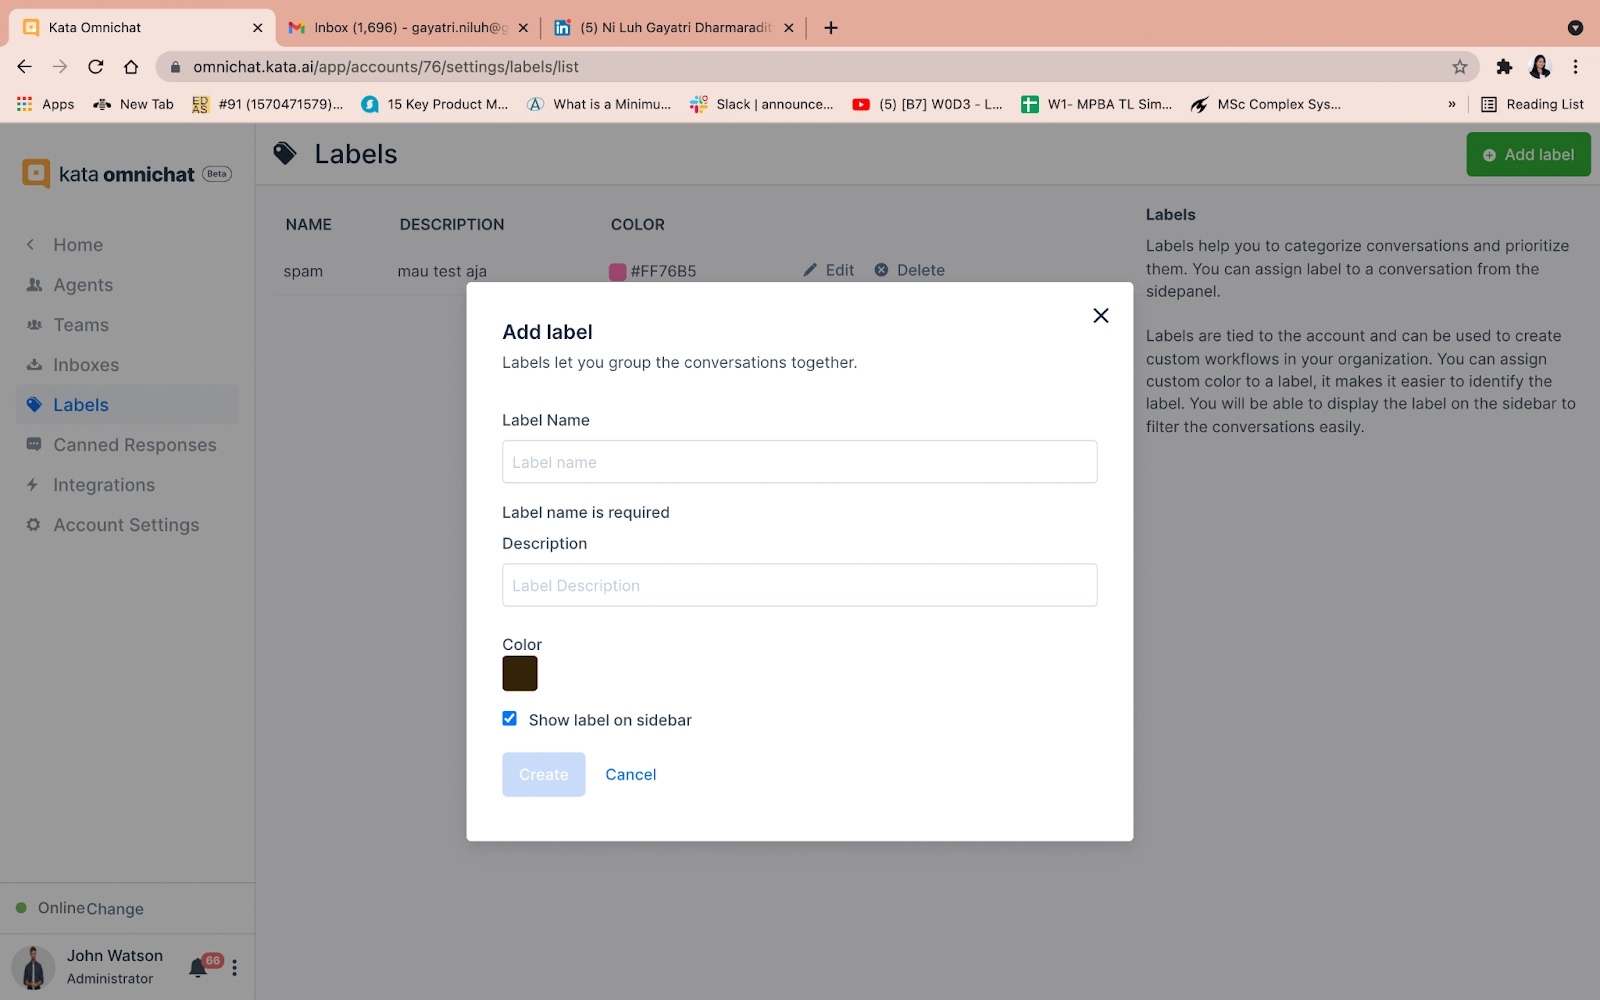 Kata Omnichat
Inbox (1,696) - gayatri.niluh@g
(5) Ni Luh Gayatri Dharmaradit
omnichat.kata.ai/app/accounts/76/settings/labels/list
Apps
New Tab
EDAS
#91 (1570471579)...
15 Key Product M...
What is a Minimu...
Slack | announce...
(5) [B7] W0D3 - L...
W1- MPBA TL Sim...
MSc Complex Sys...
»
Reading List
kata omnichat Beta
Home
Agents
Teams
Inboxes
Labels
Canned Responses
Integrations
Account Settings
OnlineChange
John Watson
Administrator
66
Labels
Add label
NAME DESCRIPTION COLOR
spam mau test aja #FF76B5 Edit Delete
Labels
Labels help you to categorize conversations and prioritize
them. You can assign label to a conversation from the
sidepanel.
Labels are tied to the account and can be used to create
custom workflows in your organization. You can assign
custom color to a label, it makes it easier to identify the
label. You will be able to display the label on the sidebar to
filter the conversations easily.
Add label
Labels let you group the conversations together.
Label Name
Label name
Label name is required
Description
Label Description
Color
Show label on sidebar
Create Cancel